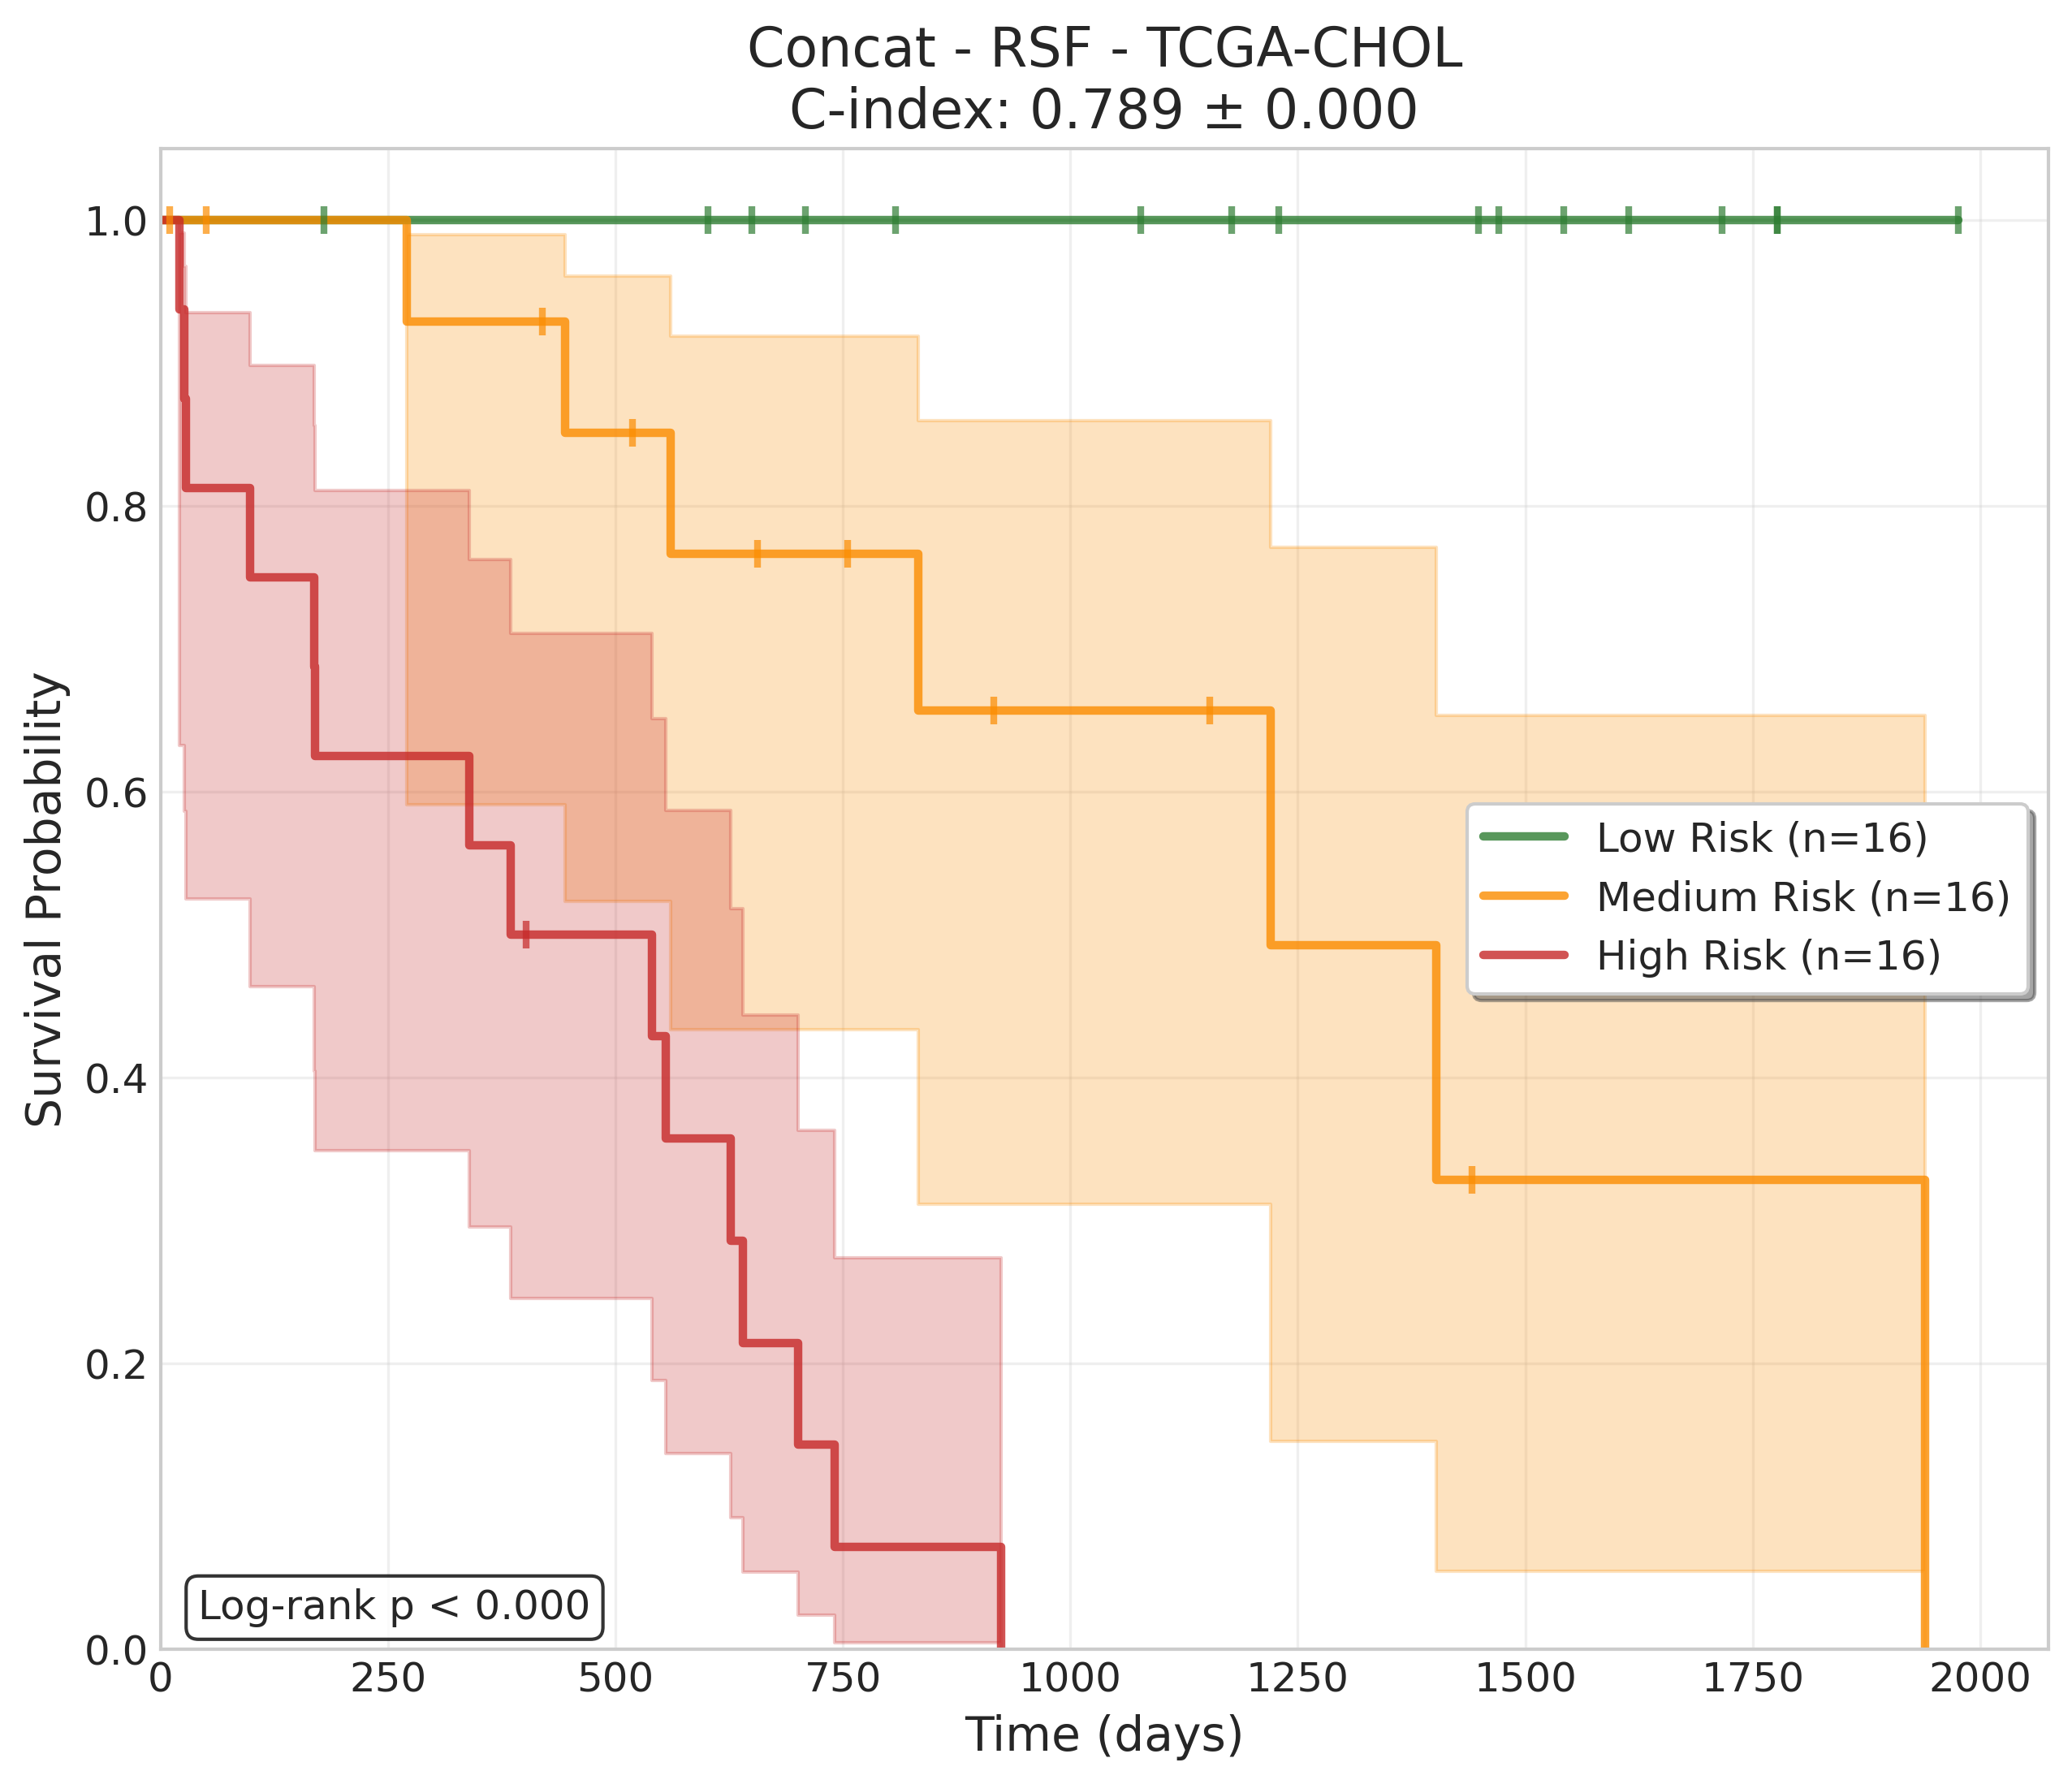 Concat - RSF - TCGA-CHOL
C-index: 0.789 ± 0.000
Survival Probability
1.0
0.8
0.6
0.4
0.2
0.0
Low Risk (n=16)
Medium Risk (n=16)
High Risk (n=16)
Log-rank p < 0.000
0 250 500 750 1000 1250 1500 1750 2000
Time (days)